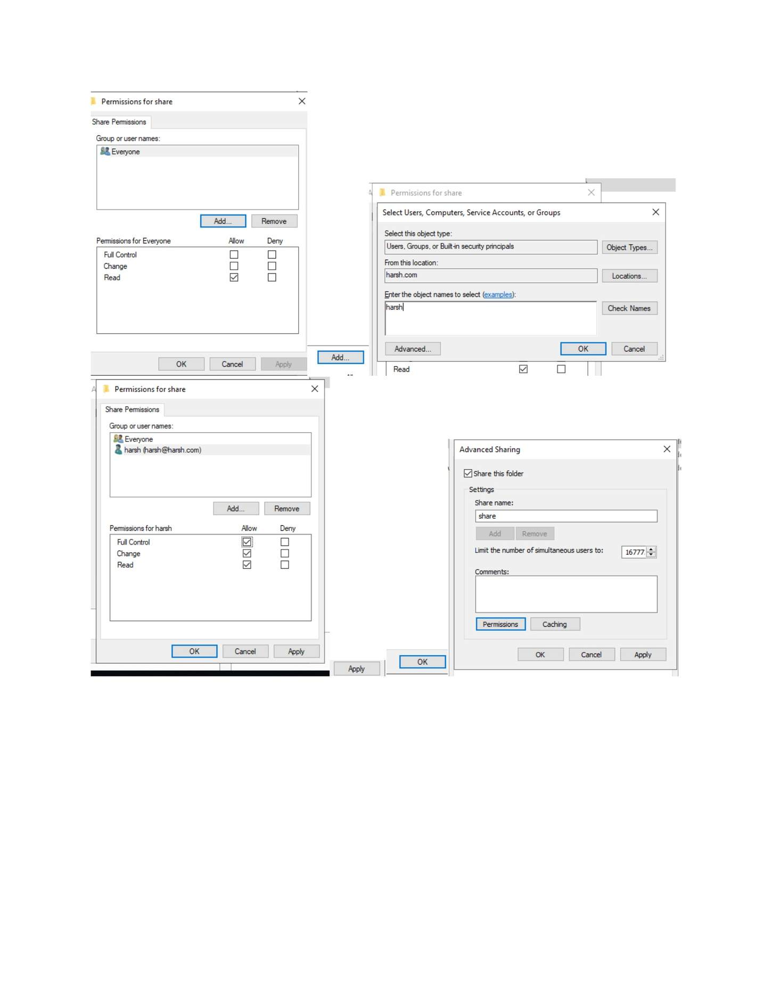 Permissions for share
Share Permissions
Group or user names:
Everyone
Add... Remove
Permissions for Everyone Allow Deny
Full Control
Change
Read
OK Cancel Apply
Add...
Permissions for share
Select Users, Computers, Service Accounts, or Groups
Select this object type:
Users, Groups, or Built-in security principals Object Types...
From this location:
harsh.com Locations...
Enter the object names to select (examples):
harsh Check Names
Advanced... OK Cancel
Read
Permissions for share
Share Permissions
Group or user names:
Everyone
harsh (harsh@harsh.com)
Add... Remove
Permissions for harsh Allow Deny
Full Control
Change
Read
OK Cancel Apply
Apply
OK
Advanced Sharing
Share this folder
Settings
Share name:
share
Add Remove
Limit the number of simultaneous users to: 16777
Comments:
Permissions Caching
OK Cancel Apply